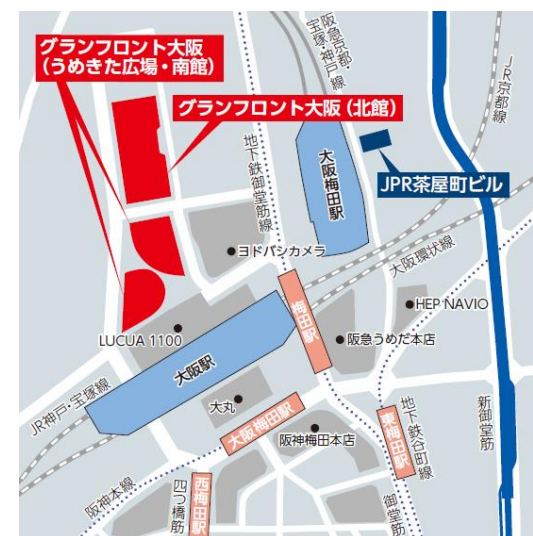 グランフロント大阪
(うめきた広場・南館)
グランフロント大阪(北館)
阪急京都・
宝塚・神戸線
JR京都線
地下鉄御堂筋線
大阪梅田駅
JPR茶屋町ビル
ヨドバシカメラ
大阪環状線
梅田駅
HEP NAVIO
LUCUA 1100
阪急うめだ本店
大阪駅
JR神戸・宝塚線
大丸
大阪梅田駅
阪神梅田本店
東梅田駅
地下鉄谷町線
新御堂筋
阪神本線
四つ橋筋
西梅田駅
御堂筋